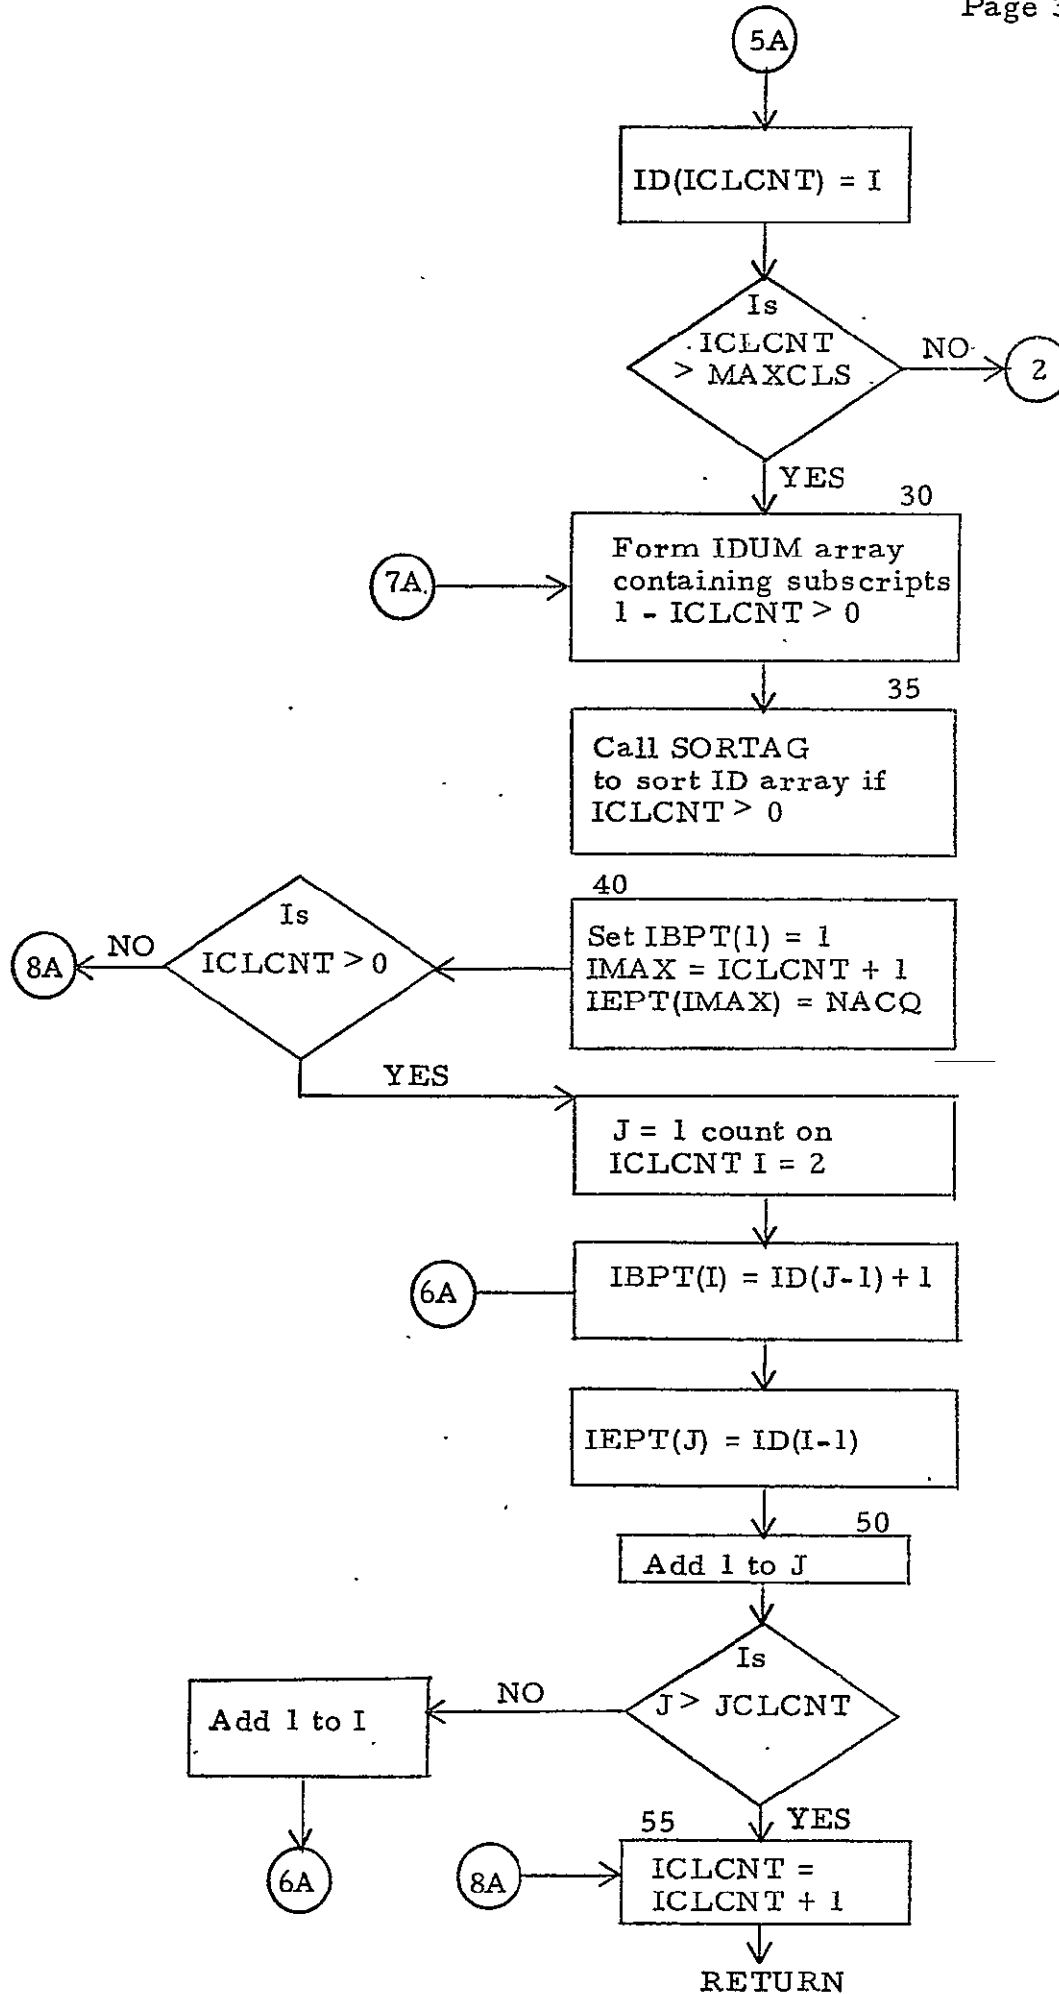 Page 3
5A
ID(ICLCNT) = I
Is
ICLCNT
> MAXCLS
NO
2
YES
30
7A
Form IDUM array
containing subscripts
1 - ICLCNT > 0
35
Call SORTAG
to sort ID array if
ICLCNT > 0
40
Set IBPT(1) = 1
IMAX = ICLCNT + 1
IEPT(IMAX) = NACQ
Is
ICLCNT > 0
NO
8A
YES
J = 1 count on
ICLCNT I = 2
6A
IBPT(I) = ID(J-1) + 1
IEPT(J) = ID(I-1)
50
Add 1 to J
Is
J > JCLCNT
NO
Add 1 to I
6A
YES
55
8A
ICLCNT =
ICLCNT + 1
RETURN